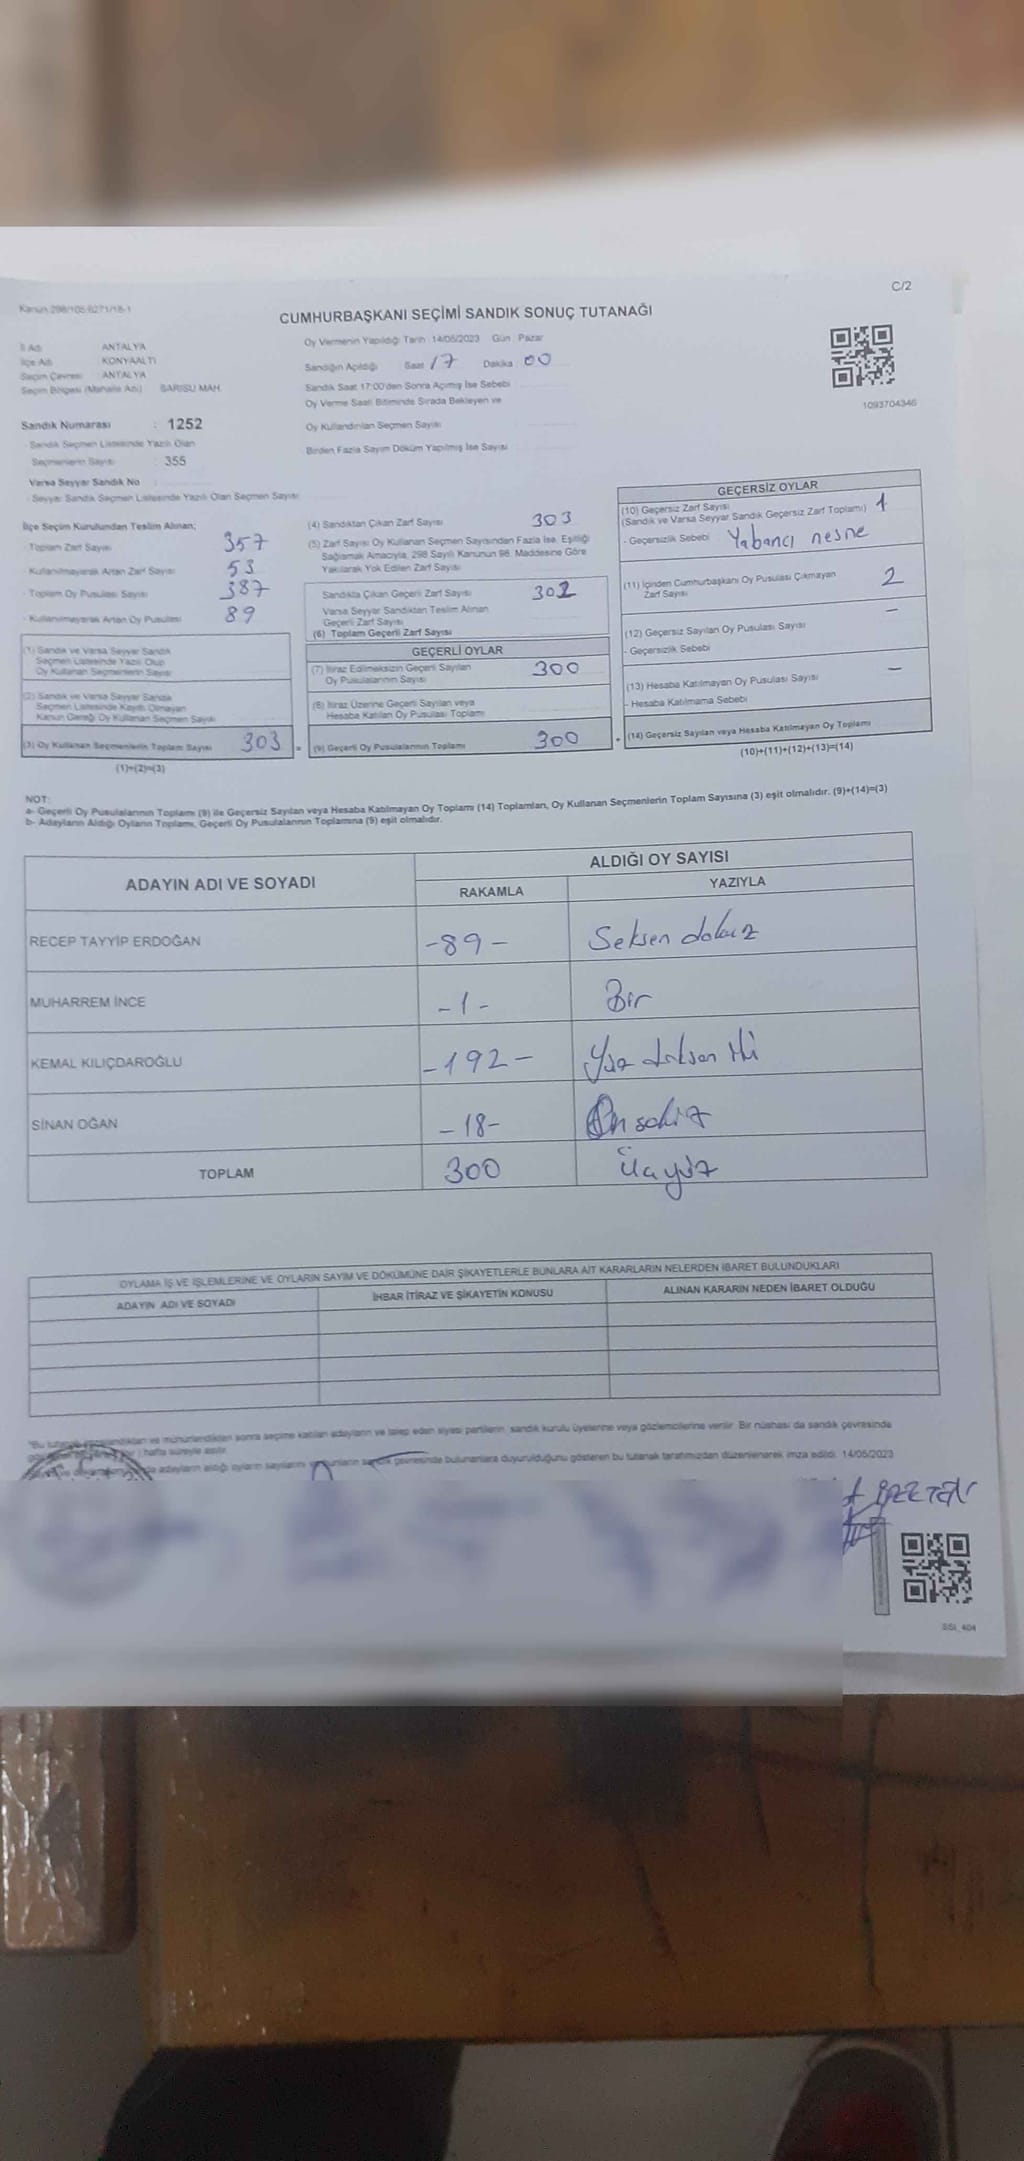 C/2
Kanun 298/105 6271/18-1
CUMHURBAŞKANI SEÇİMİ SANDIK SONUÇ TUTANAĞI
İl Adı ANTALYA
İlçe Adı KONYAALTI
Seçim Çevresi ANTALYA
Seçim Bölgesi (Mahalle Adı) SARISU MAH.
Sandık Numarası : 1252
- Sandık Seçmen Listesinde Yazılı Olan
Seçmenlerin Sayısı : 355
Varsa Seyyar Sandık No
- Seyyar Sandık Seçmen Listesinde Yazılı Olan Seçmen Sayısı
Oy Vermenin Yapıldığı Tarih 14/05/2023 Gün Pazar
Sandığın Açıldığı Saat 17 Dakika 00
Sandık Saat 17:00'den Sonra Açılmış İse Sebebi
Oy Verme Saati Bitiminde Sırada Bekleyen ve
Oy Kullandırılan Seçmen Sayısı
Birden Fazla Sayım Döküm Yapılmış İse Sayısı
1093704346
İlçe Seçim Kurulundan Teslim Alınan;
- Toplam Zarf Sayısı 357
- Kullanılmayarak Artan Zarf Sayısı 53
- Toplam Oy Pusulası Sayısı 387
- Kullanılmayarak Artan Oy Pusulası 89
(1) Sandık ve Varsa Seyyar Sandık
Seçmen Listesinde Yazılı Olup
Oy Kullanan Seçmenlerin Sayısı
(2) Sandık ve Varsa Seyyar Sandık
Seçmen Listesinde Kayıtlı Olmayan
Kanun Gereği Oy Kullanan Seçmen Sayısı
(3) Oy Kullanan Seçmenlerin Toplam Sayısı 303
(1)+(2)=(3)
(4) Sandıktan Çıkan Zarf Sayısı 303
(5) Zarf Sayısı Oy Kullanan Seçmen Sayısından Fazla İse, Eşitliği
Sağlamak Amacıyla, 298 Sayılı Kanunun 98. Maddesine Göre
Yakılarak Yok Edilen Zarf Sayısı
Sandıkta Çıkan Geçerli Zarf Sayısı 302
Varsa Seyyar Sandıktan Teslim Alınan
Geçerli Zarf Sayısı
(6) Toplam Geçerli Zarf Sayısı
GEÇERLİ OYLAR
(7) İtiraz Edilmeksizin Geçerli Sayılan
Oy Pusulalarının Sayısı 300
(8) İtiraz Üzerine Geçerli Sayılan veya
Hesaba Katılan Oy Pusulası Toplamı
= (9) Geçerli Oy Pusulalarının Toplamı 300
GEÇERSİZ OYLAR
(10) Geçersiz Zarf Sayısı
(Sandık ve Varsa Seyyar Sandık Geçersiz Zarf Toplamı) 1
- Geçersizlik Sebebi Yabancı nesne
(11) İçinden Cumhurbaşkanı Oy Pusulası Çıkmayan
Zarf Sayısı 2
(12) Geçersiz Sayılan Oy Pusulası Sayısı –
- Geçersizlik Sebebi
(13) Hesaba Katılmayan Oy Pusulası Sayısı –
- Hesaba Katılmama Sebebi
+ (14) Geçersiz Sayılan veya Hesaba Katılmayan Oy Toplamı
(10)+(11)+(12)+(13)=(14)
NOT:
a- Geçerli Oy Pusulalarının Toplamı (9) ile Geçersiz Sayılan veya Hesaba Katılmayan Oy Toplamı (14) Toplamları, Oy Kullanan Seçmenlerin Toplam Sayısına (3) eşit olmalıdır. (9)+(14)=(3)
b- Adayların Aldığı Oyların Toplamı, Geçerli Oy Pusulalarının Toplamına (9) eşit olmalıdır.
ADAYIN ADI VE SOYADI
ALDIĞI OY SAYISI
RAKAMLA YAZIYLA
RECEP TAYYİP ERDOĞAN -89- Seksen dokuz
MUHARREM İNCE -1- Bir
KEMAL KILIÇDAROĞLU -192- Yüz doksan iki
SİNAN OĞAN -18- On sekiz
TOPLAM 300 Üçyüz
OYLAMA İŞ VE İŞLEMLERİNE VE OYLARIN SAYIM VE DÖKÜMÜNE DAİR ŞİKAYETLERLE BUNLARA AİT KARARLARIN NELERDEN İBARET BULUNDUKLARI
ADAYIN ADI VE SOYADI İHBAR İTİRAZ VE ŞİKAYETİN KONUSU ALINAN KARARIN NEDEN İBARET OLDUĞU
*Bu tutanak imzalandıktan ve mühürlendikten sonra seçime katılan adayların ve talep eden siyasi partilerin sandık kurulu üyelerine veya gözlemcilerine verilir. Bir nüshası da sandık çevresinde
hafta süreyle asılır.
adayların aldığı oyların sayılarını sandık çevresinde bulunanlara duyurulduğunu gösteren bu tutanak tarafımızdan düzenlenerek imza edildi. 14/05/2023
SSI_404